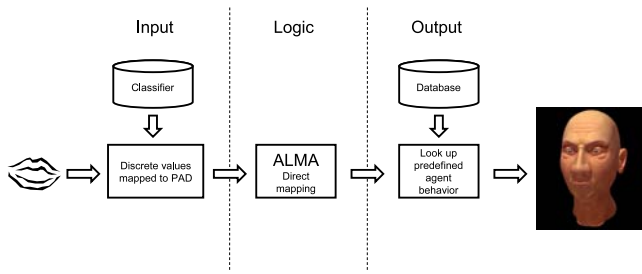 Input
Logic
Output
Classifier
Database
Discrete values
mapped to PAD
ALMA
Direct
mapping
Look up
predefined
agent
behavior